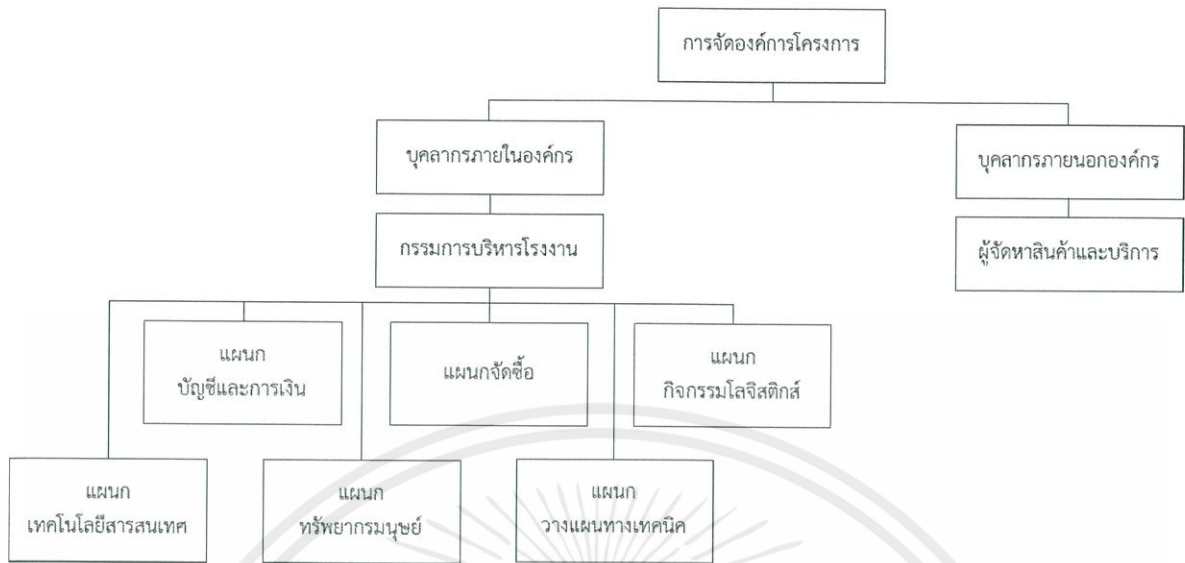 การจัดองค์การโครงการ
บุคลากรภายในองค์กร
บุคลากรภายนอกองค์กร
กรรมการบริหารโรงงาน
ผู้จัดหาสินค้าและบริการ
แผนก
บัญชีและการเงิน
แผนกจัดซื้อ
แผนก
กิจกรรมโลจิสติกส์
แผนก
เทคโนโลยีสารสนเทศ
แผนก
ทรัพยากรมนุษย์
แผนก
วางแผนทางเทคนิค